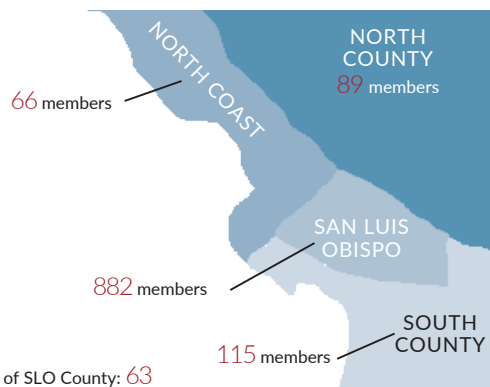 NORTH COAST
66 members
NORTH
COUNTY
89 members
SAN LUIS
OBISPO
882 members
SOUTH
COUNTY
115 members
of SLO County: 63